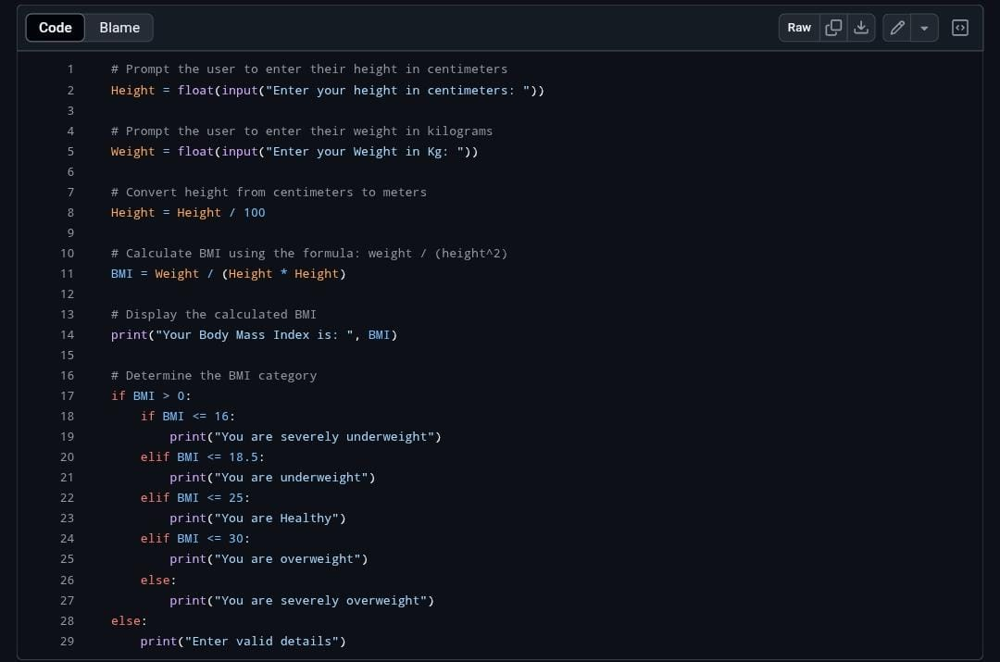 Code Blame Raw
1 # Prompt the user to enter their height in centimeters
2 Height = float(input("Enter your height in centimeters: "))
3
4 # Prompt the user to enter their weight in kilograms
5 Weight = float(input("Enter your Weight in Kg: "))
6
7 # Convert height from centimeters to meters
8 Height = Height / 100
9
10 # Calculate BMI using the formula: weight / (height^2)
11 BMI = Weight / (Height * Height)
12
13 # Display the calculated BMI
14 print("Your Body Mass Index is: ", BMI)
15
16 # Determine the BMI category
17 if BMI > 0:
18     if BMI <= 16:
19         print("You are severely underweight")
20     elif BMI <= 18.5:
21         print("You are underweight")
22     elif BMI <= 25:
23         print("You are Healthy")
24     elif BMI <= 30:
25         print("You are overweight")
26     else:
27         print("You are severely overweight")
28 else:
29     print("Enter valid details")